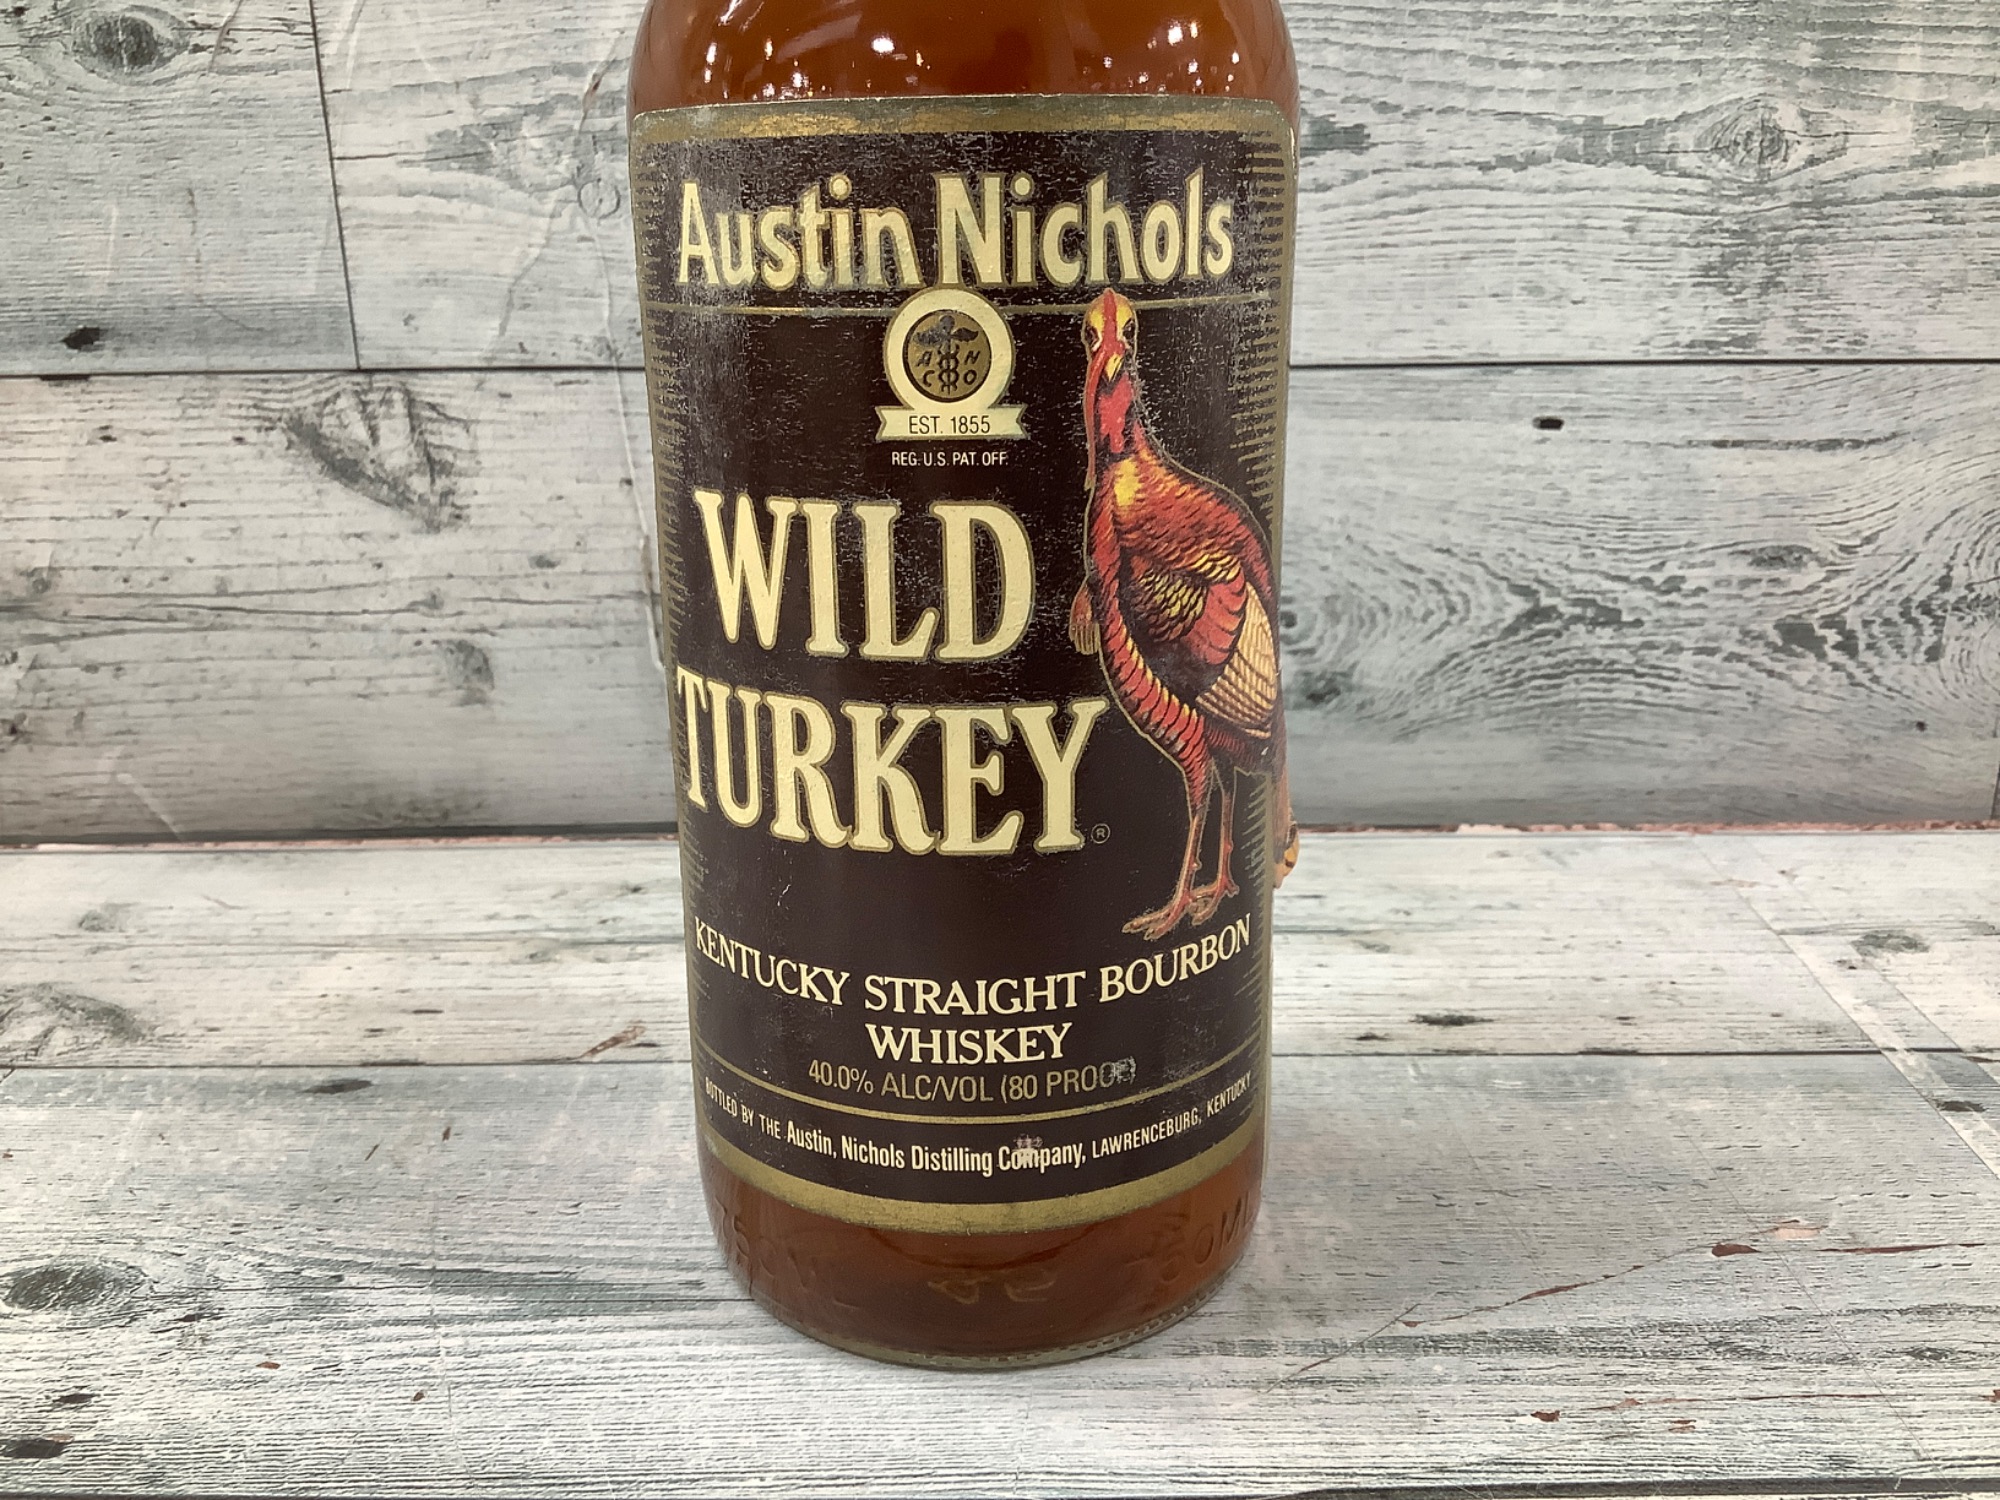 Austin Nichols
A N
C O
EST. 1855
REG. U.S. PAT. OFF.
WILD
TURKEY®
KENTUCKY STRAIGHT BOURBON
WHISKEY
40.0% ALC/VOL (80 PROOF)
BOTTLED BY THE Austin, Nichols Distilling Company, LAWRENCEBURG, KENTUCKY
750ML